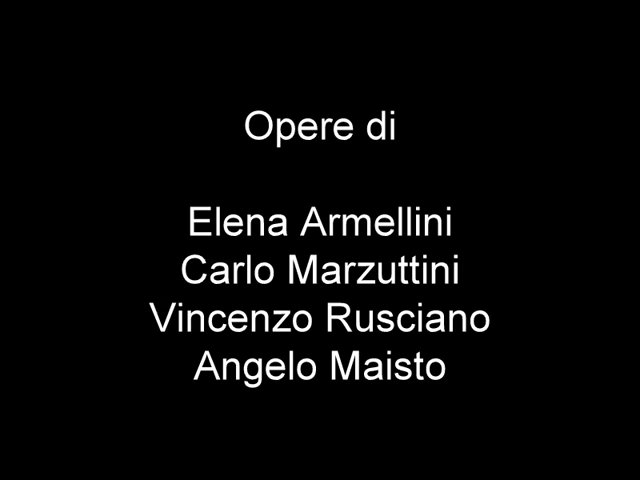 Opere di
Elena Armellini
Carlo Marzuttini
Vincenzo Rusciano
Angelo Maisto